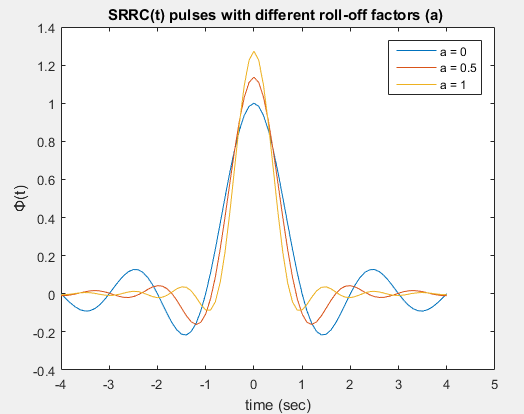 SRRC(t) pulses with different roll-off factors (a)
1.4
1.2
1
0.8
0.6
0.4
0.2
0
-0.2
-0.4
Φ(t)
a = 0
a = 0.5
a = 1
-4 -3 -2 -1 0 1 2 3 4 5
time (sec)